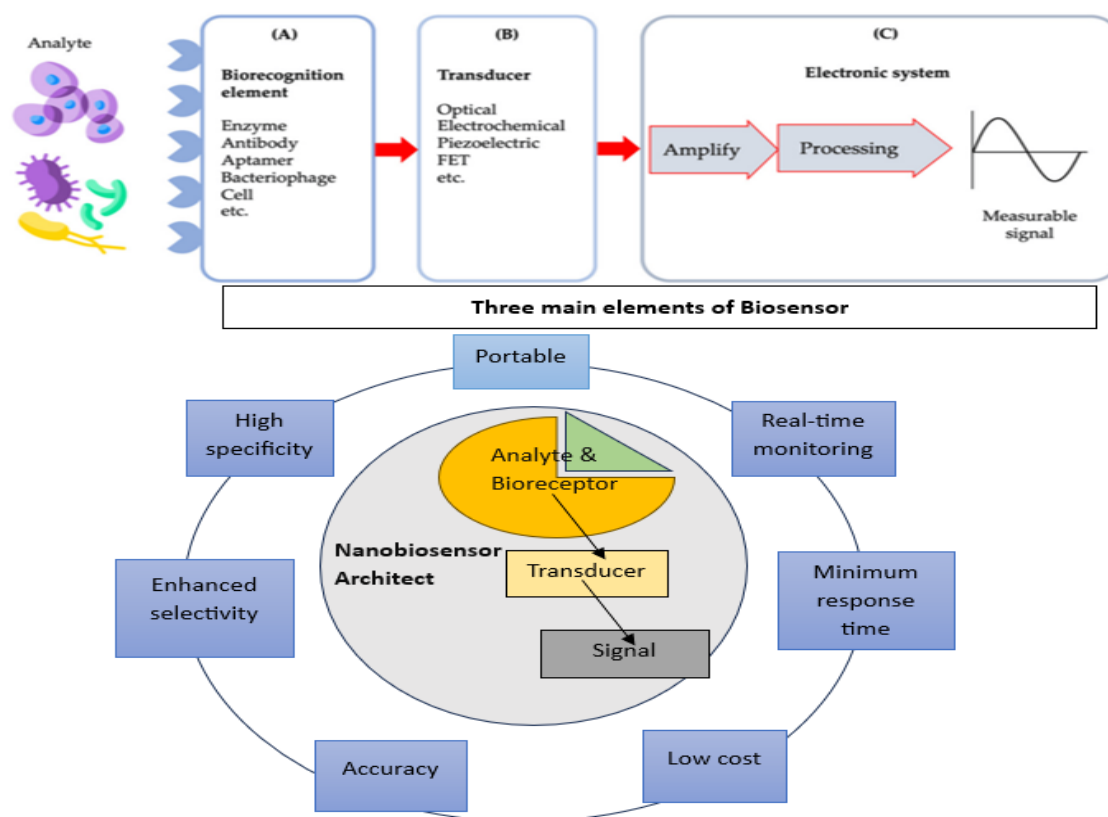 Analyte
(A)
Biorecognition
element
Enzyme
Antibody
Aptamer
Bacteriophage
Cell
etc.
(B)
Transducer
Optical
Electrochemical
Piezoelectric
FET
etc.
(C)
Electronic system
Amplify
Processing
Measurable
signal
Three main elements of Biosensor
Portable
High
specificity
Real-time
monitoring
Analyte &
Bioreceptor
Nanobiosensor
Architect
Transducer
Signal
Enhanced
selectivity
Minimum
response
time
Accuracy
Low cost